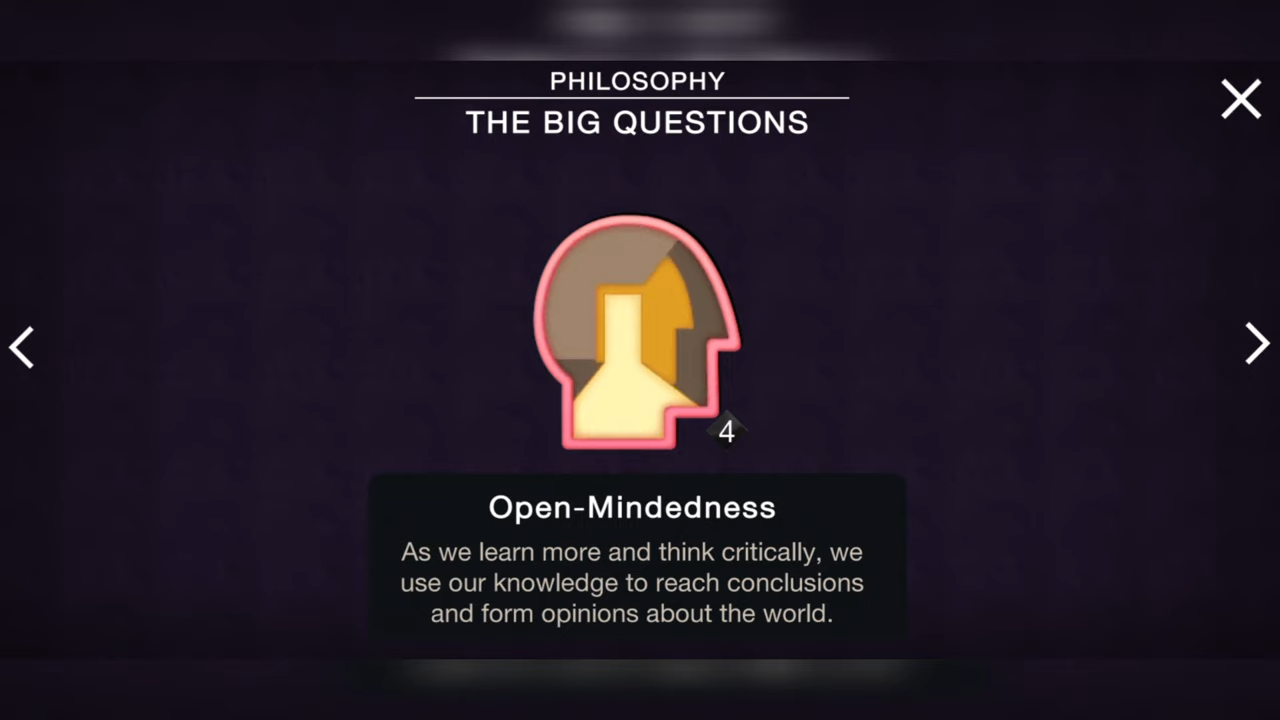 PHILOSOPHY
THE BIG QUESTIONS
4
Open-Mindedness
As we learn more and think critically, we
use our knowledge to reach conclusions
and form opinions about the world.